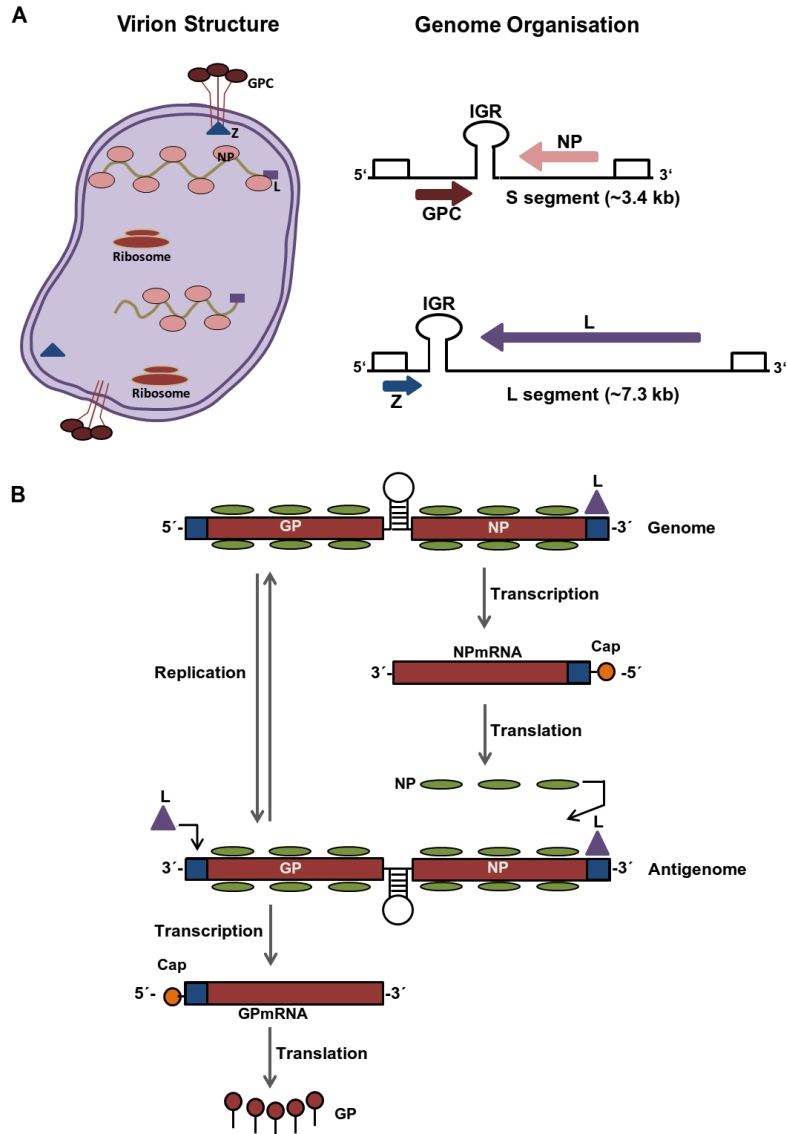 A
Virion Structure
Genome Organisation
GPC
Z
NP
L
Ribosome
Ribosome
IGR
NP
5‘
3‘
GPC
S segment (~3.4 kb)
IGR
L
5‘
3‘
Z
L segment (~7.3 kb)
B
L
5´-
GP
NP
-3´
Genome
Transcription
Replication
NPmRNA
Cap
3´-
-5´
Translation
NP
L
L
3´-
GP
NP
-3´
Antigenome
Transcription
Cap
5´-
-3´
GPmRNA
Translation
GP